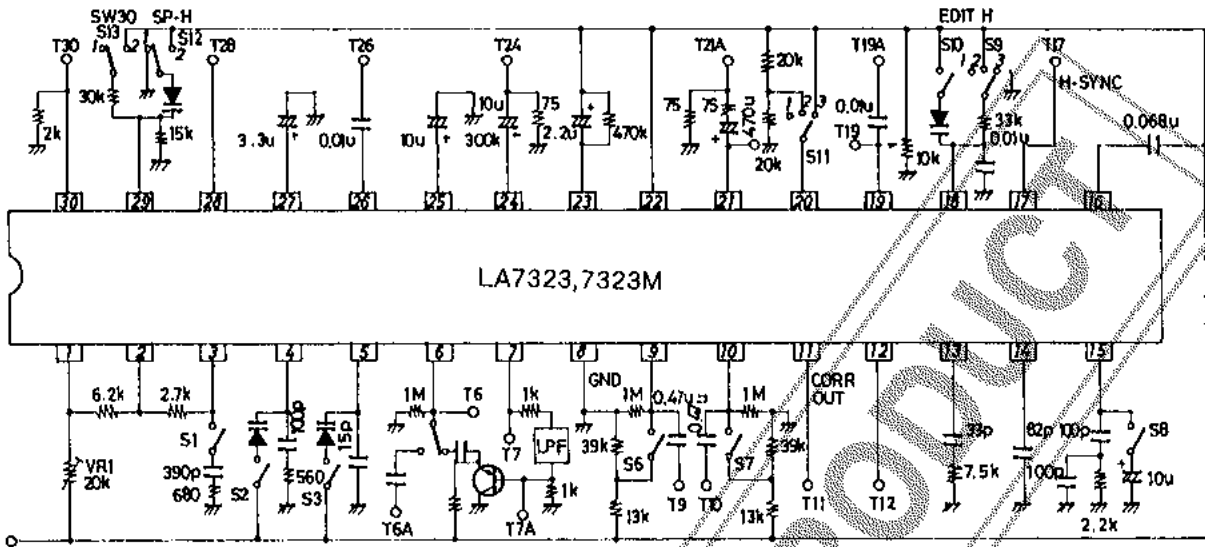 SW30 SP-H EDIT H
S13 S12 S10 S9
T30 1 2 2 T28 T26 T24 T21A T19A 1 2 3 T17
30k 20k H-SYNC
2k 15k 3.3u 0.01u 10u 10u 300k 75 2.2u 470k 75 75 470u 1 2 3 0.01u T19 10k 33k 0.01u 0.068u
20k S11
30 29 28 27 26 25 24 23 22 21 20 19 18 17 16
LA7323,7323M
1 2 3 4 5 6 7 8 9 10 11 12 13 14 15
6.2k 2.7k 1M T6 1k GND 1M 0.47u 1M CORR OUT
S1 100p 15p T7 LPF 39k S6 S7 39k 33p 82p 100p S8
VR1 20k 390p 680 S2 560 S3 1k 7.5k 100p 10u
T6A T7A 13k T9 T10 13k T11 T12 2.2k
PRODUCT